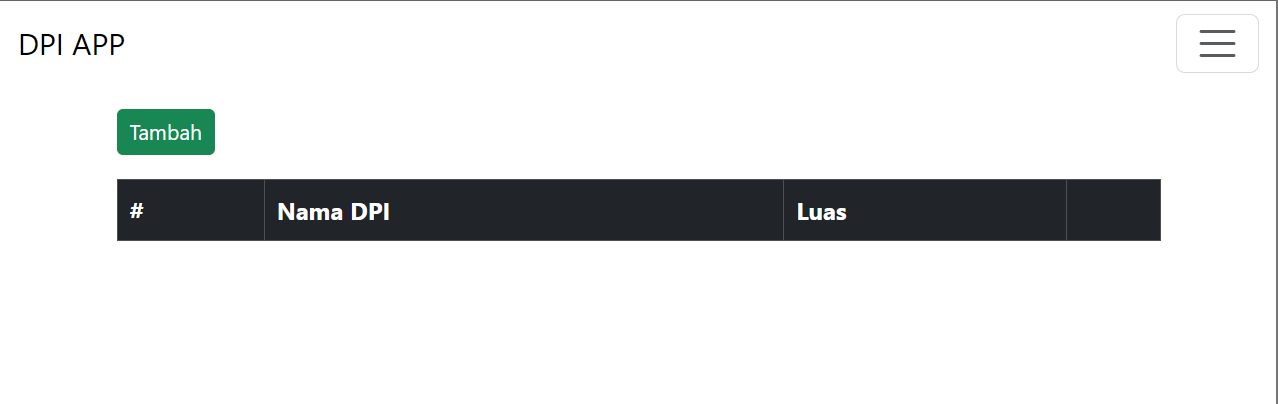 DPI APP
Tambah
# Nama DPI Luas